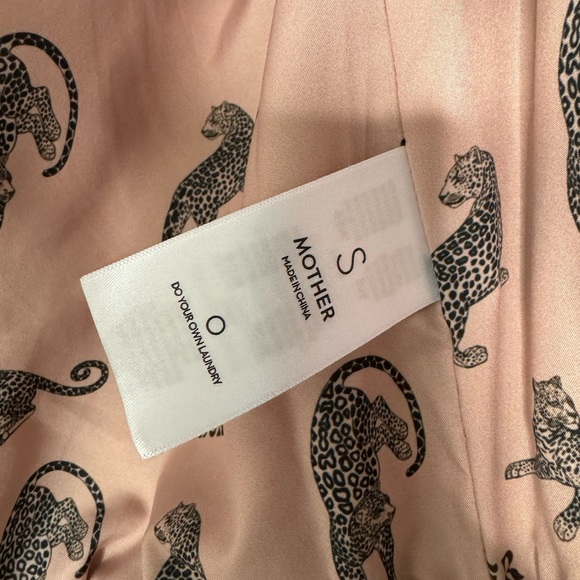 S
MOTHER
MADE IN CHINA
O
DO YOUR OWN LAUNDRY